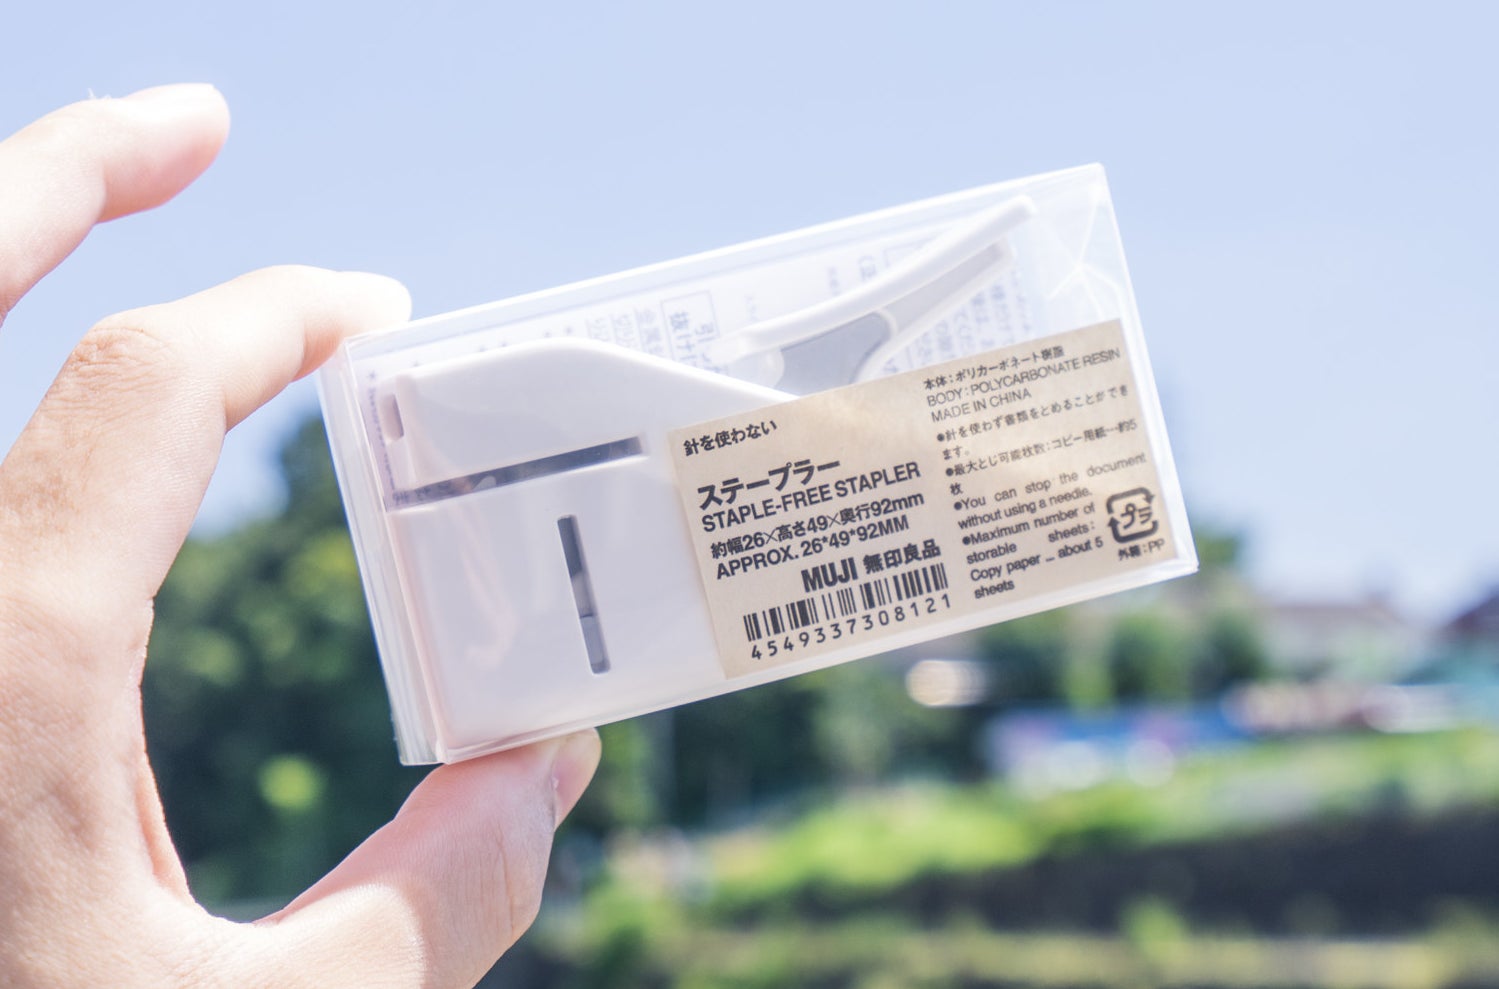 針を使わない
ステープラー
STAPLE-FREE STAPLER
約幅26×高さ49×奥行92mm
APPROX. 26*49*92MM
MUJI 無印良品
4549337308121
本体：ポリカーボネート樹脂
BODY：POLYCARBONATE RESIN
MADE IN CHINA
●針を使わず書類をとめることができ
ます。
●最大とじ可能枚数：コピー用紙…約5
枚
●You can stop the document
without using a needle.
●Maximum number of
storable sheets：
Copy paper ... about 5
sheets
プラ
外箱：PP